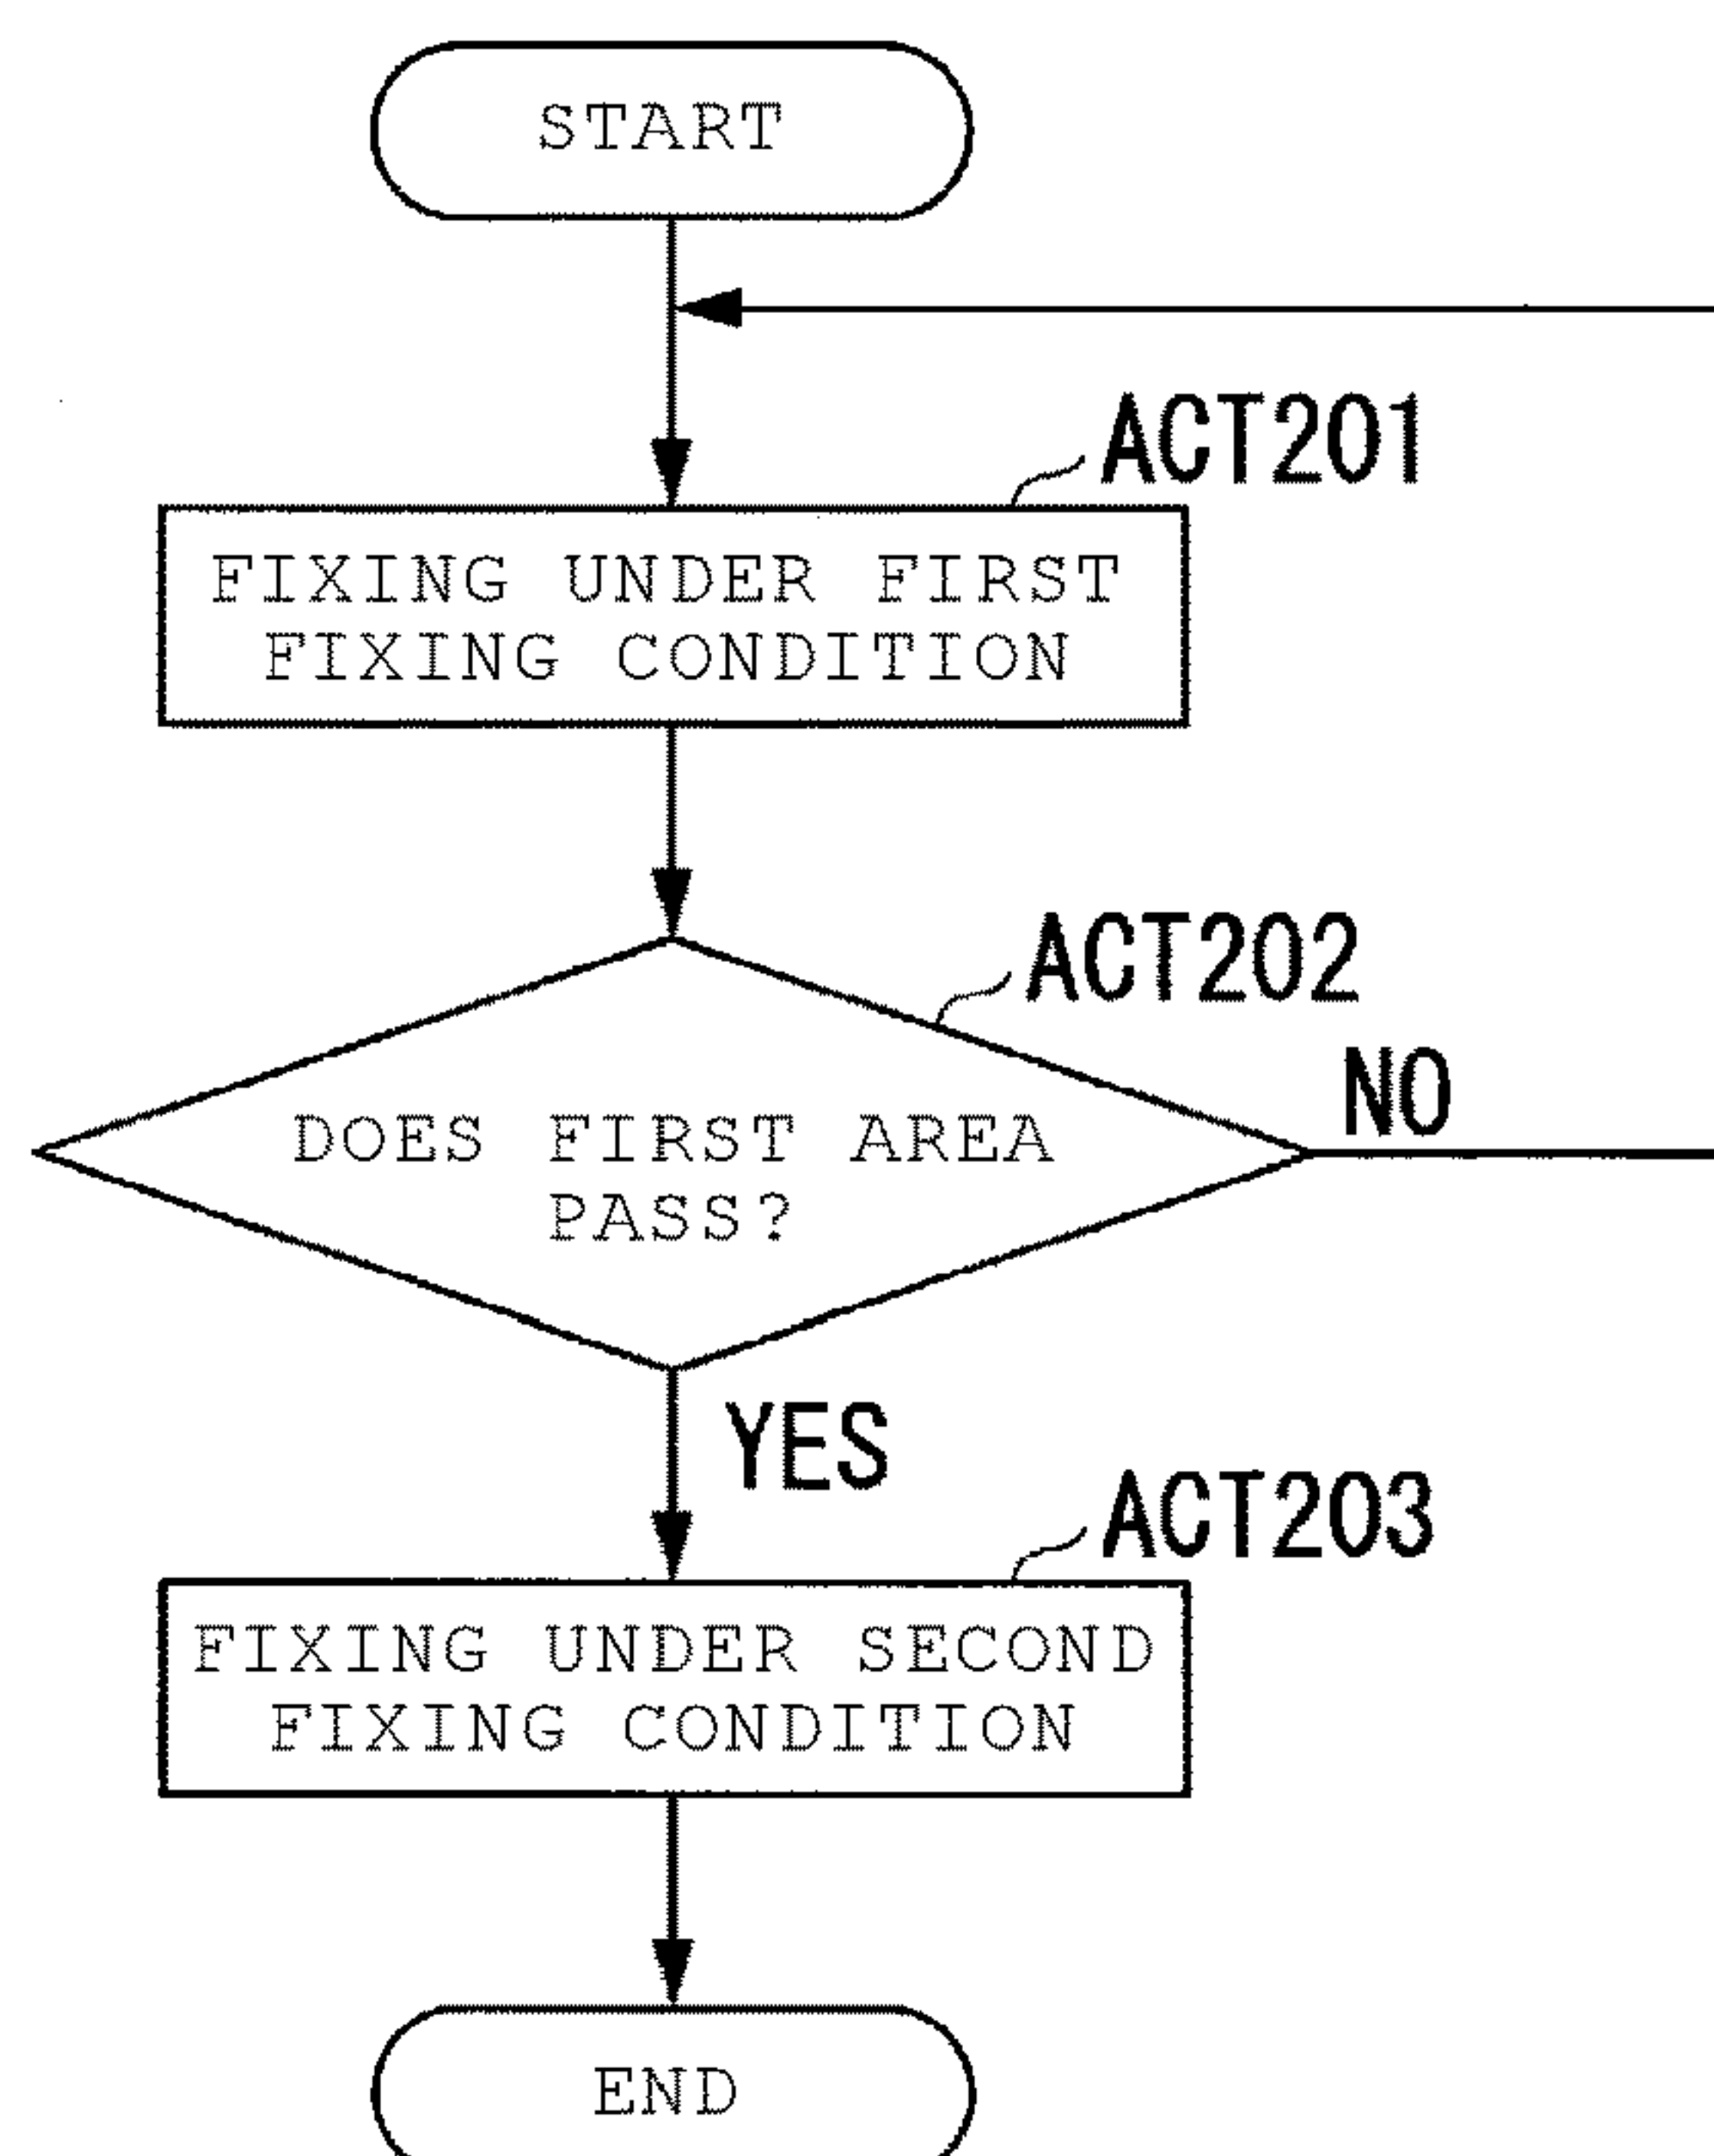 START
ACT201
FIXING UNDER FIRST
FIXING CONDITION
ACT202
NO
DOES FIRST AREA
PASS?
YES
ACT203
FIXING UNDER SECOND
FIXING CONDITION
END